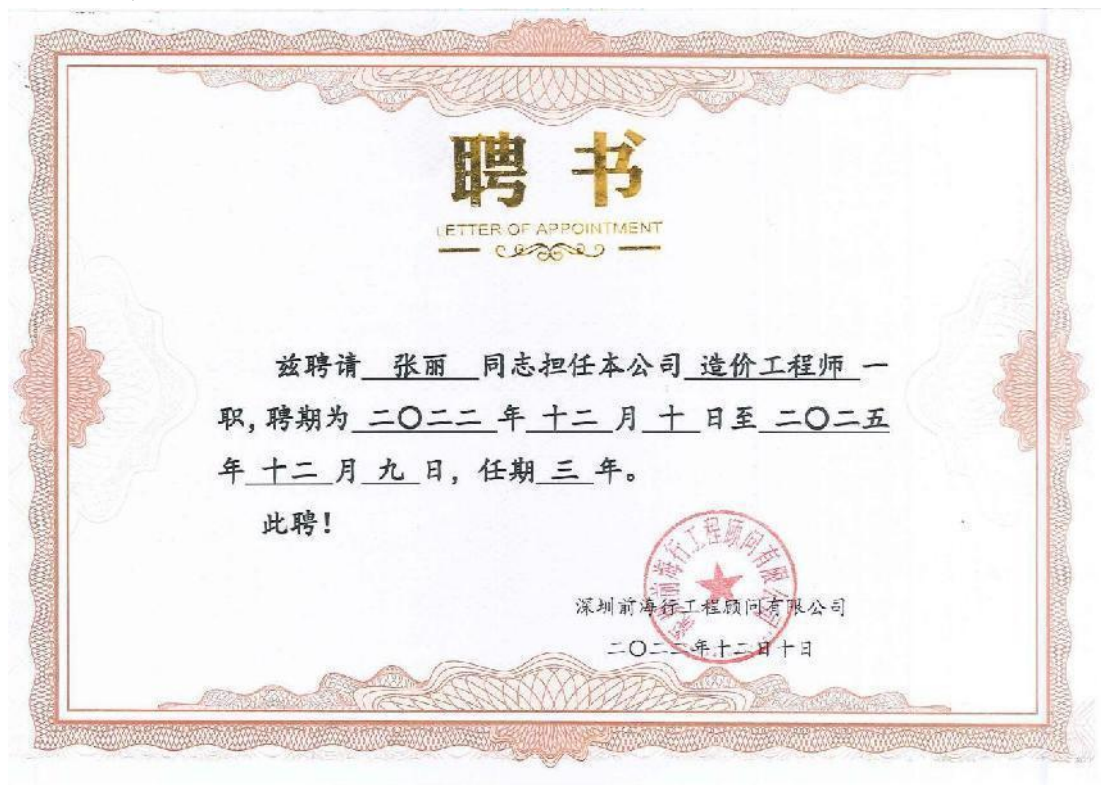 聘书
LETTER OF APPOINTMENT
兹聘请 张丽 同志担任本公司 造价工程师 一
职,聘期为 二〇二二 年 十二 月 十 日至 二〇二五
年 十二 月 九 日，任期 三 年。
此聘！
深圳前海行工程顾问有限公司
二〇二二年十二日十日